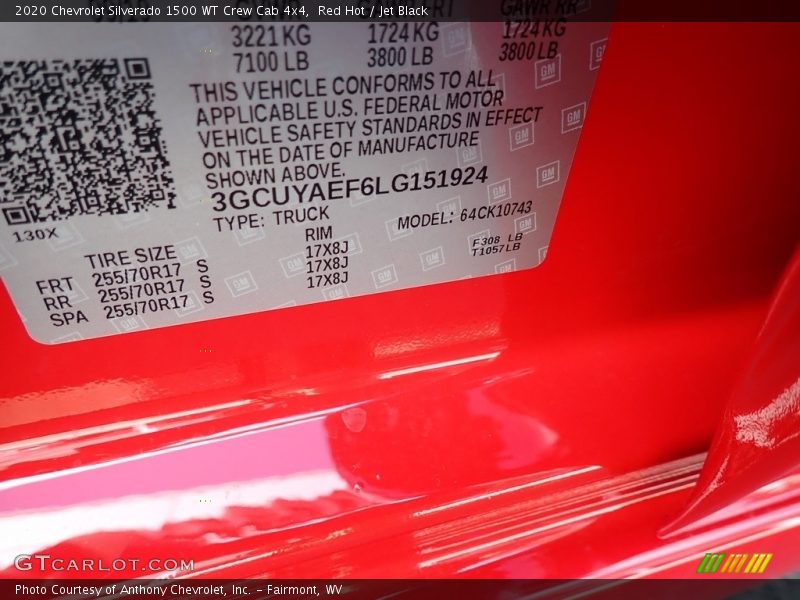 2020 Chevrolet Silverado 1500 WT Crew Cab 4x4, Red Hot / Jet Black
GAWR RR
3221 KG 1724 KG 1724 KG
7100 LB 3800 LB 3800 LB
THIS VEHICLE CONFORMS TO ALL
APPLICABLE U.S. FEDERAL MOTOR
VEHICLE SAFETY STANDARDS IN EFFECT
ON THE DATE OF MANUFACTURE
SHOWN ABOVE.
3GCUYAEF6LG151924
TYPE: TRUCK MODEL: 64CK10743
130X
TIRE SIZE RIM F308 LB
FRT 255/70R17 S 17X8J T1057LB
RR 255/70R17 S 17X8J
SPA 255/70R17 S 17X8J
GM
GTCARLOT.COM
Photo Courtesy of Anthony Chevrolet, Inc. – Fairmont, WV